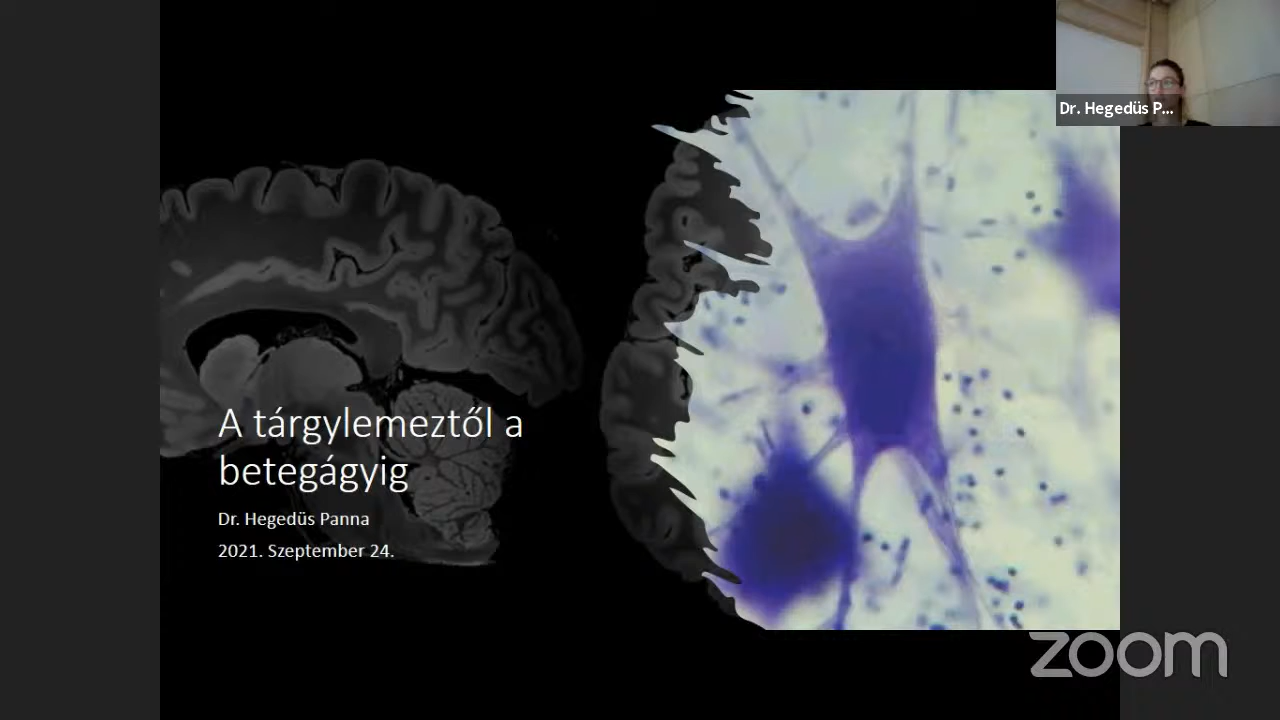 Dr. Hegedüs P...
A tárgylemeztől a
betegágyig
Dr. Hegedüs Panna
2021. Szeptember 24.
zoom